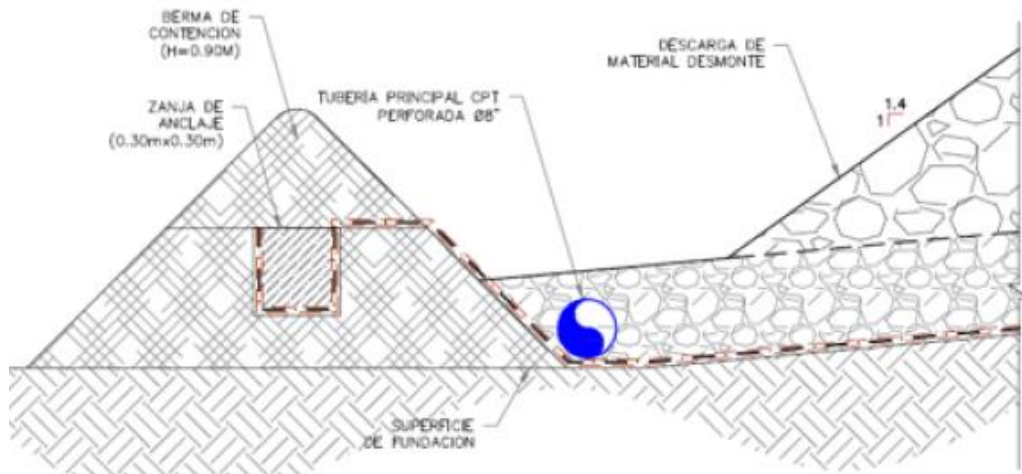 BERMA DE
CONTENCION
(H=0.90M)
ZANJA DE
ANCLAJE
(0.30mx0.30m)
TUBERIA PRINCIPAL CPT
PERFORADA Ø8"
DESCARGA DE
MATERIAL DESMONTE
1.4
1
SUPERFICIE
DE FUNDACION